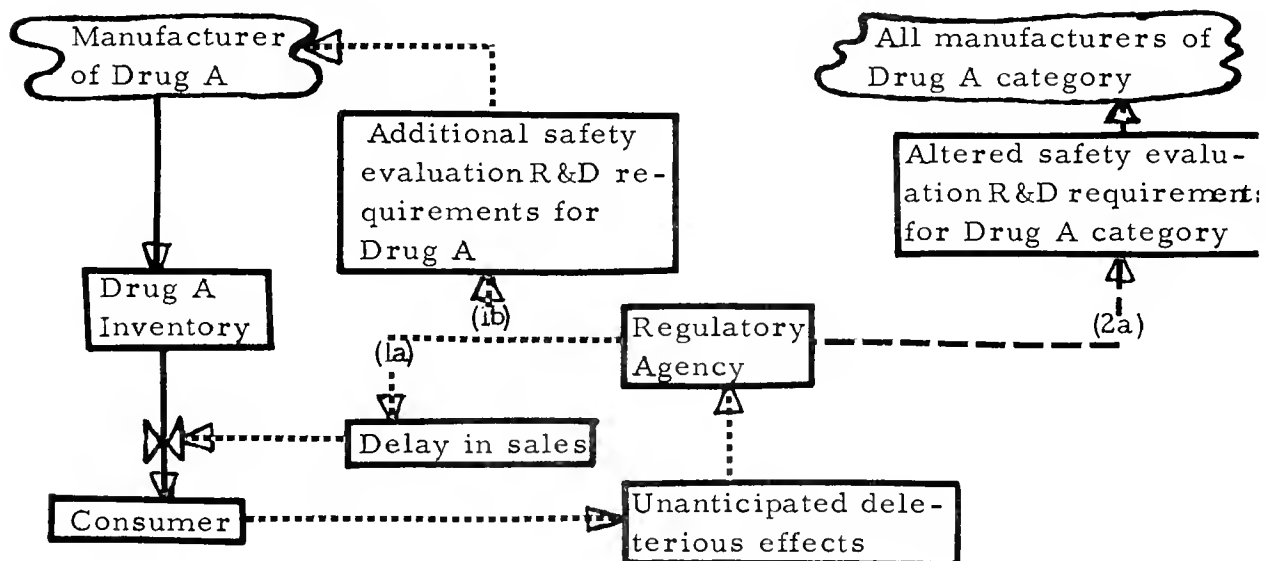 Manufacturer
of Drug A
All manufacturers of
Drug A category
Additional safety
evaluation R&D re-
quirements for
Drug A
Altered safety evalu-
ation R&D requirements
for Drug A category
Drug A
Inventory
(1b)
Regulatory
Agency
(2a)
(1a)
Delay in sales
Consumer
Unanticipated dele-
terious effects